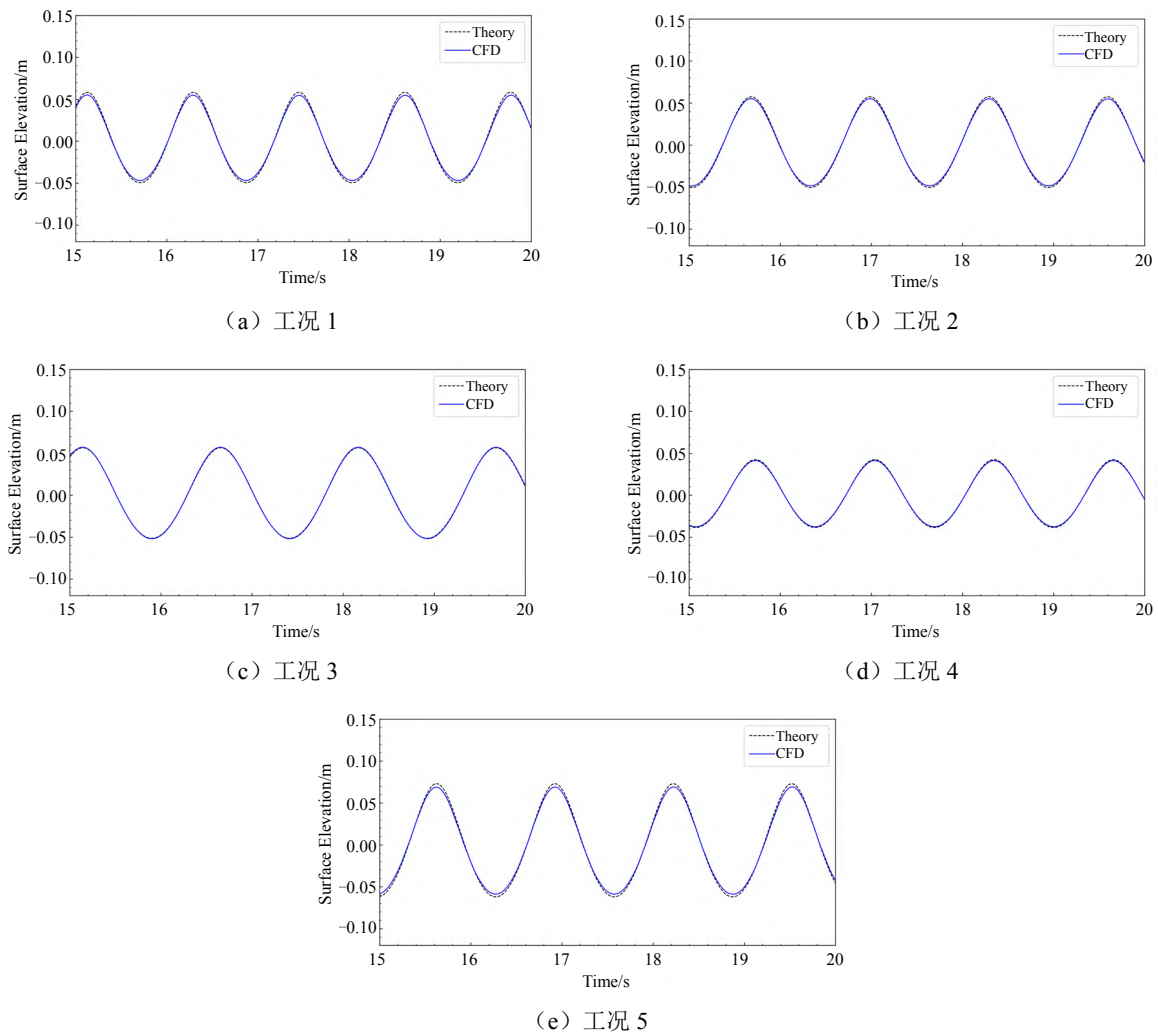 0.15
0.10
0.05
0.00
−0.05
−0.10
Surface Elevation/m
Theory
CFD
15 16 17 18 19 20
Time/s
（a）工况 1
0.15
0.10
0.05
0.00
−0.05
−0.10
Surface Elevation/m
Theory
CFD
15 16 17 18 19 20
Time/s
（b）工况 2
0.15
0.10
0.05
0.00
−0.05
−0.10
Surface Elevation/m
Theory
CFD
15 16 17 18 19 20
Time/s
（c）工况 3
0.15
0.10
0.05
0.00
−0.05
−0.10
Surface Elevation/m
Theory
CFD
15 16 17 18 19 20
Time/s
（d）工况 4
0.15
0.10
0.05
0.00
−0.05
−0.10
Surface Elevation/m
Theory
CFD
15 16 17 18 19 20
Time/s
（e）工况 5